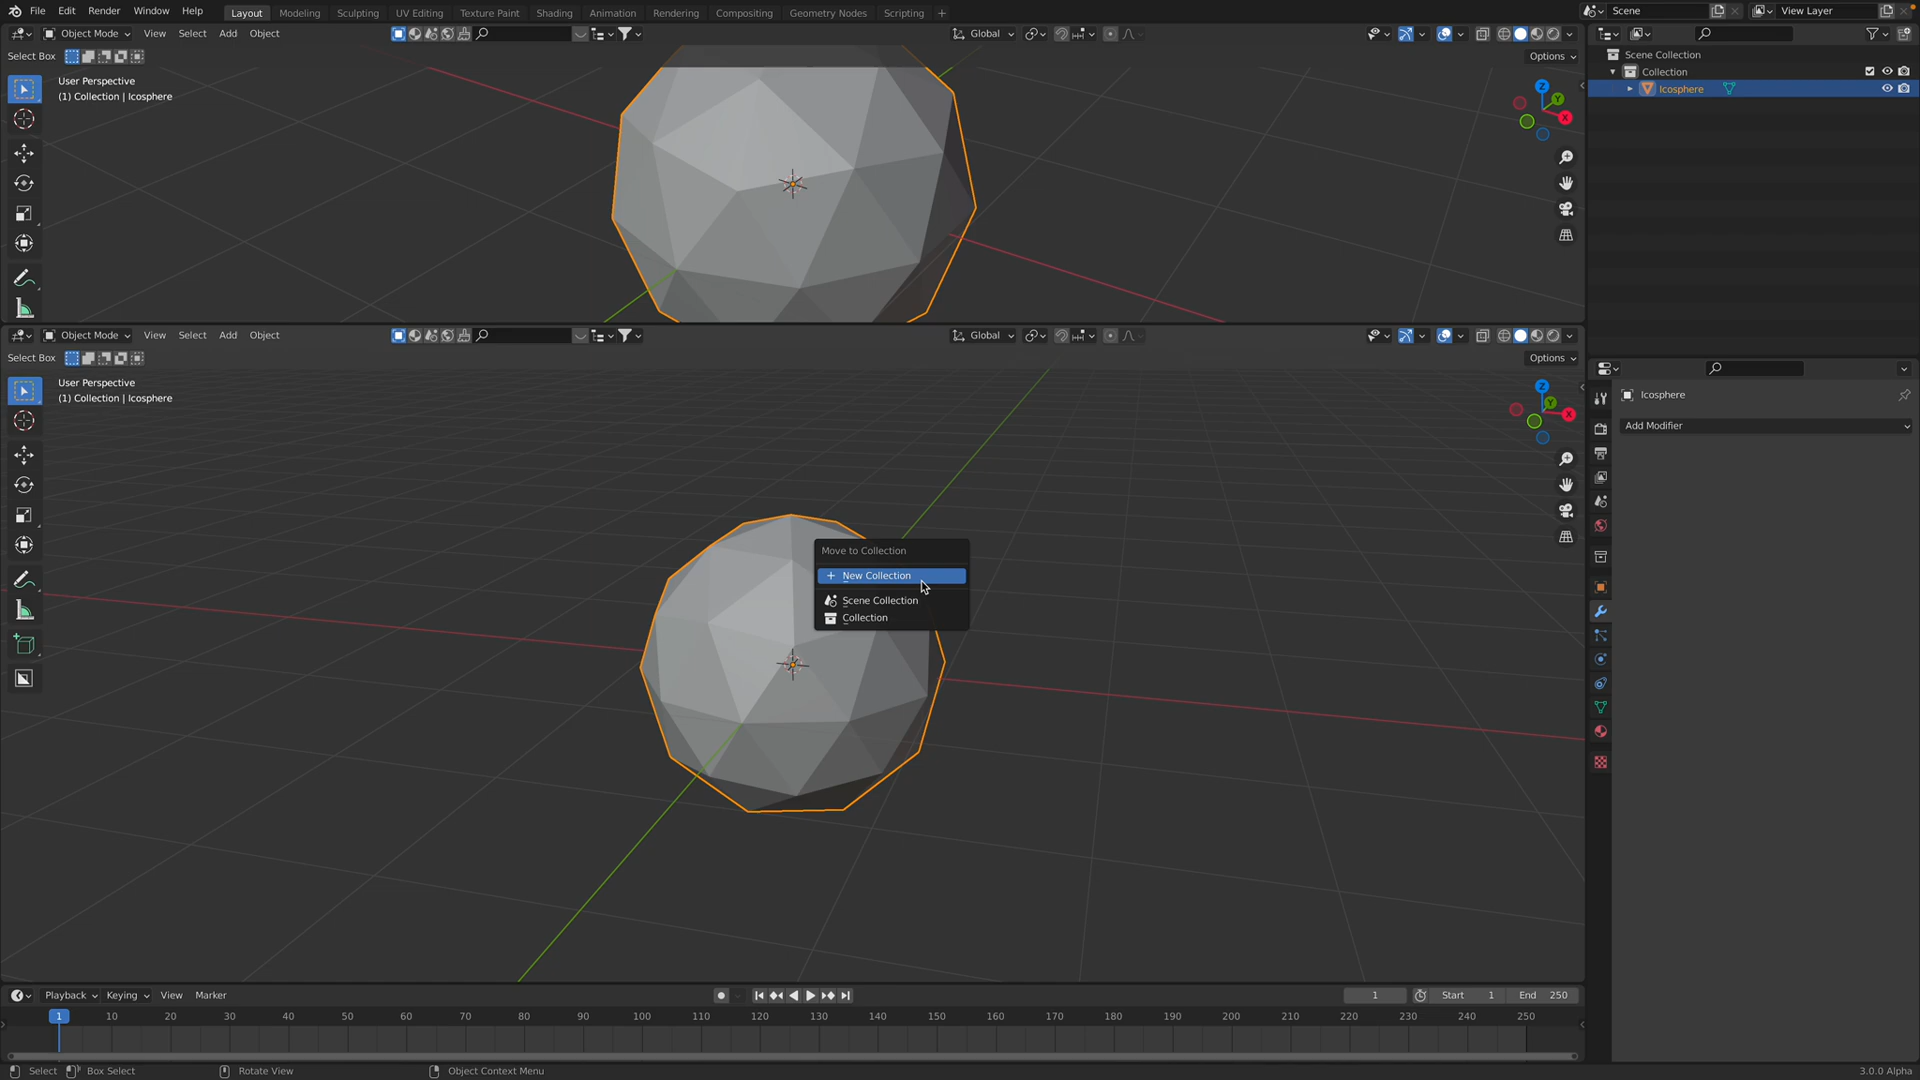 File Edit Render Window Help Layout Modeling Sculpting UV Editing Texture Paint Shading Animation Rendering Compositing Geometry Nodes Scripting Scene View Layer
Object Mode View Select Add Object Global
Select Box Options
User Perspective
(1) Collection | Icosphere
Z
Y
X
Scene Collection
Collection
Icosphere
Object Mode View Select Add Object Global
Select Box Options
User Perspective
(1) Collection | Icosphere
Z
Y
X
Move to Collection
New Collection
Scene Collection
Collection
Icosphere
Add Modifier
Playback Keying View Marker 1 Start 1 End 250
1 10 20 30 40 50 60 70 80 90 100 110 120 130 140 150 160 170 180 190 200 210 220 230 240 250
Select Box Select Rotate View Object Context Menu 3.0.0 Alpha